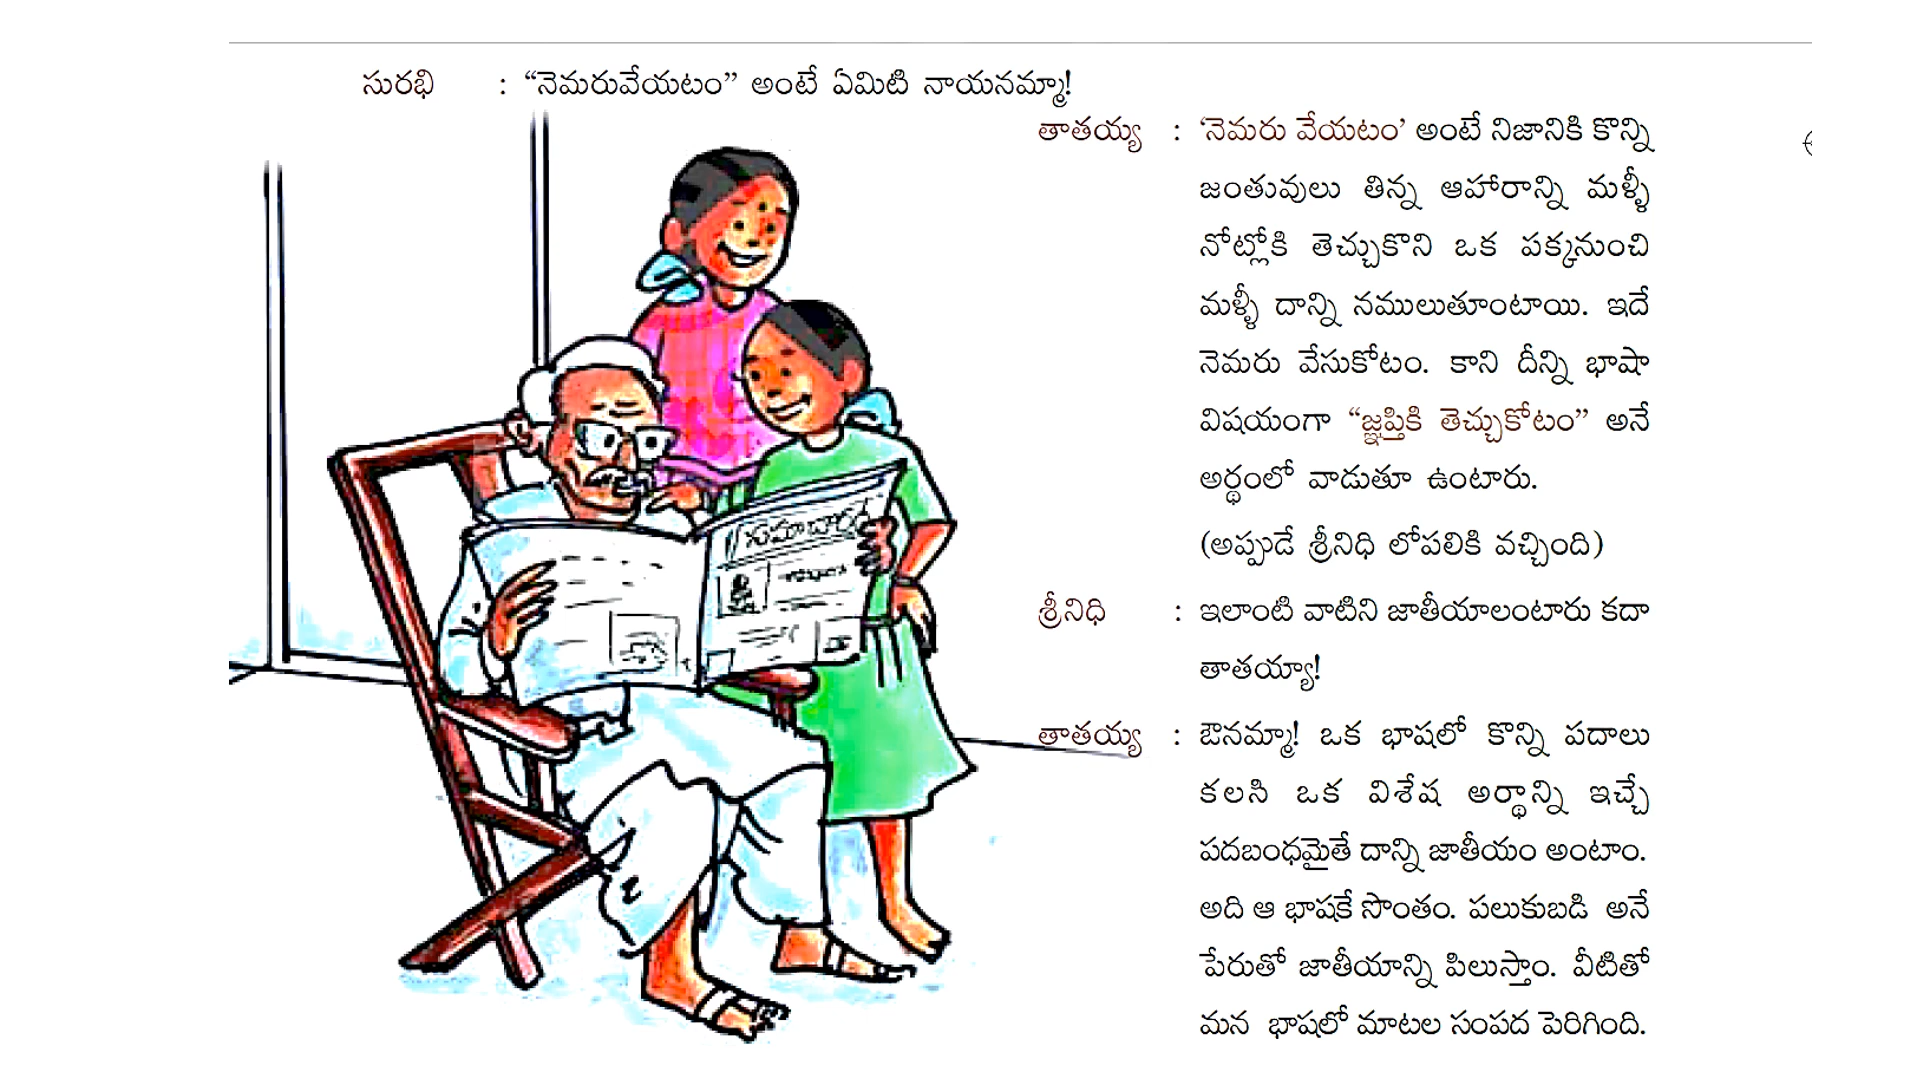 సురభి : “నెమరువేయటం” అంటే ఏమిటి నాయనమ్మా!
తాతయ్య : ‘నెమరు వేయటం’ అంటే నిజానికి కొన్ని
జంతువులు తిన్న ఆహారాన్ని మళ్ళీ
నోట్లోకి తెచ్చుకొని ఒక పక్కనుంచి
మళ్ళీ దాన్ని నములుతూంటాయి. ఇదే
నెమరు వేసుకోటం. కాని దీన్ని భాషా
విషయంగా “జ్ఞప్తికి తెచ్చుకోటం” అనే
అర్థంలో వాడుతూ ఉంటారు.
(అప్పుడే శ్రీనిధి లోపలికి వచ్చింది)
శ్రీనిధి : ఇలాంటి వాటిని జాతీయాలంటారు కదా
తాతయ్యా!
తాతయ్య : ఔనమ్మా! ఒక భాషలో కొన్ని పదాలు
కలసి ఒక విశేష అర్థాన్ని ఇచ్చే
పదబంధమైతే దాన్ని జాతీయం అంటాం.
అది ఆ భాషకే సొంతం. పలుకుబడి అనే
పేరుతో జాతీయాన్ని పిలుస్తాం. వీటితో
మన భాషలో మాటల సంపద పెరిగింది.